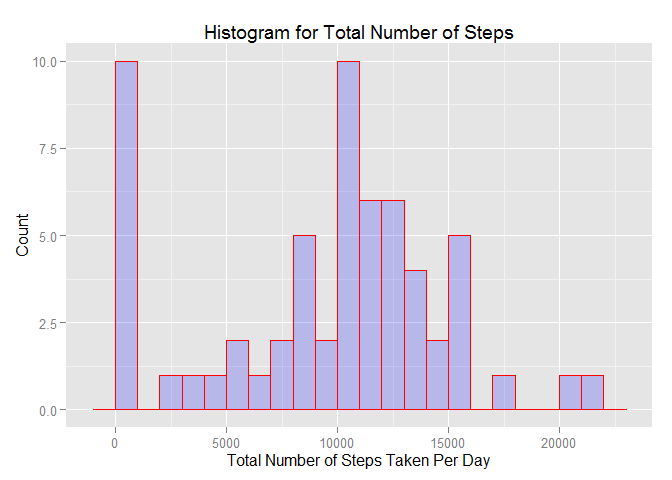 Histogram for Total Number of Steps
Count
10.0
7.5
5.0
2.5
0.0
0 5000 10000 15000 20000
Total Number of Steps Taken Per Day